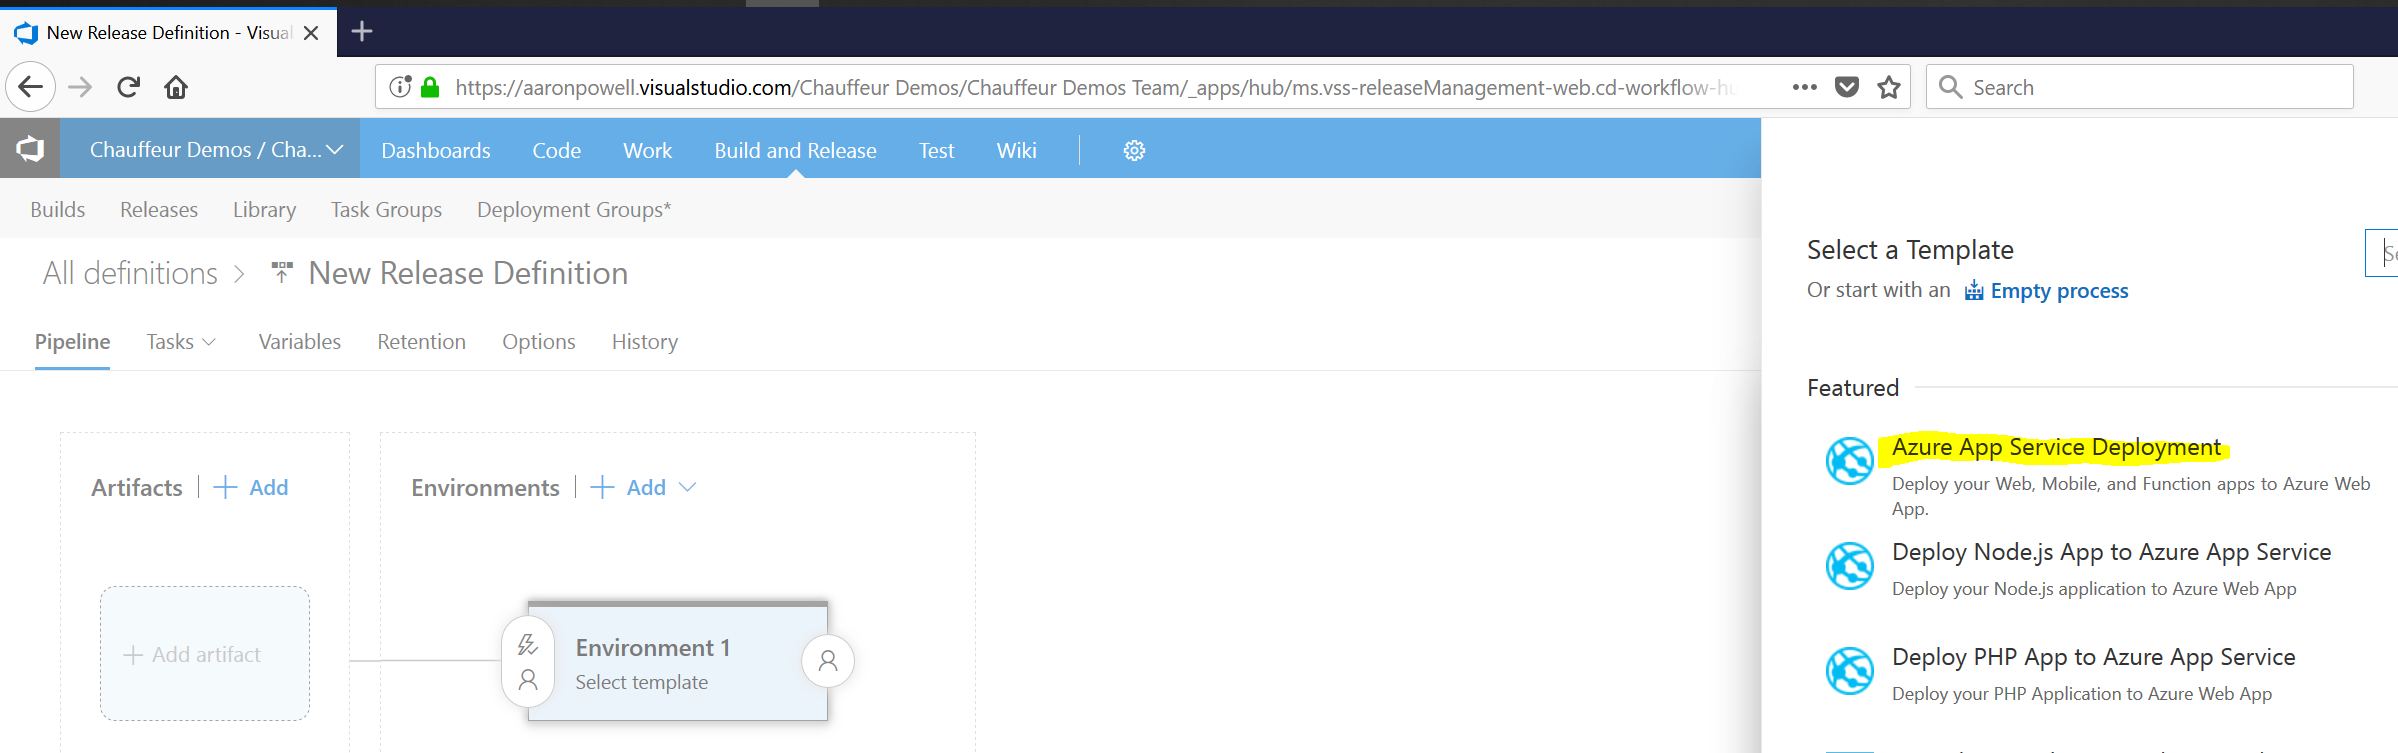 New Release Definition - Visual
https://aaronpowell.visualstudio.com/Chauffeur Demos/Chauffeur Demos Team/_apps/hub/ms.vss-releaseManagement-web.cd-workflow-hu
Search
Chauffeur Demos / Cha...
Dashboards
Code
Work
Build and Release
Test
Wiki
Builds
Releases
Library
Task Groups
Deployment Groups*
All definitions > New Release Definition
Pipeline
Tasks
Variables
Retention
Options
History
Artifacts | + Add
Environments | + Add
+ Add artifact
Environment 1
Select template
Select a Template
Or start with an Empty process
Featured
Azure App Service Deployment
Deploy your Web, Mobile, and Function apps to Azure Web
App.
Deploy Node.js App to Azure App Service
Deploy your Node.js application to Azure Web App
Deploy PHP App to Azure App Service
Deploy your PHP Application to Azure Web App